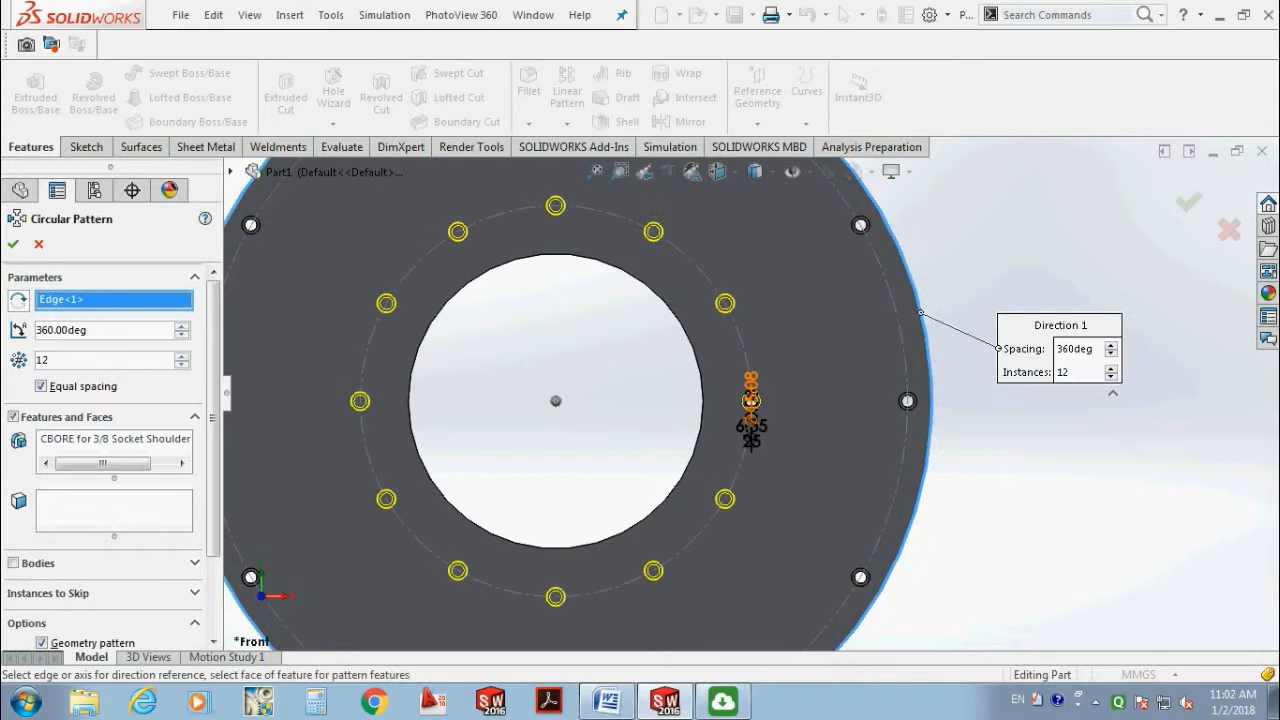 SOLIDWORKS
File Edit View Insert Tools Simulation PhotoView 360 Window Help
P... Search Commands
Extruded Boss/Base
Revolved Boss/Base
Swept Boss/Base
Lofted Boss/Base
Boundary Boss/Base
Extruded Cut
Hole Wizard
Revolved Cut
Swept Cut
Lofted Cut
Boundary Cut
Fillet
Linear Pattern
Rib
Draft
Shell
Wrap
Intersect
Mirror
Reference Geometry
Curves
Instant3D
Features Sketch Surfaces Sheet Metal Weldments Evaluate DimXpert Render Tools SOLIDWORKS Add-Ins Simulation SOLIDWORKS MBD Analysis Preparation
Part1 (Default<<Default>...
Circular Pattern
Parameters
Edge<1>
360.00deg
12
Equal spacing
Features and Faces
CBORE for 3/8 Socket Shoulder
Bodies
Instances to Skip
Options
Geometry pattern
Direction 1
Spacing: 360deg
Instances: 12
25
*Front
Model 3D Views Motion Study 1
Select edge or axis for direction reference, select face of feature for pattern features
Editing Part MMGS
EN
11:02 AM
1/2/2018
SW 2016
SW 2016